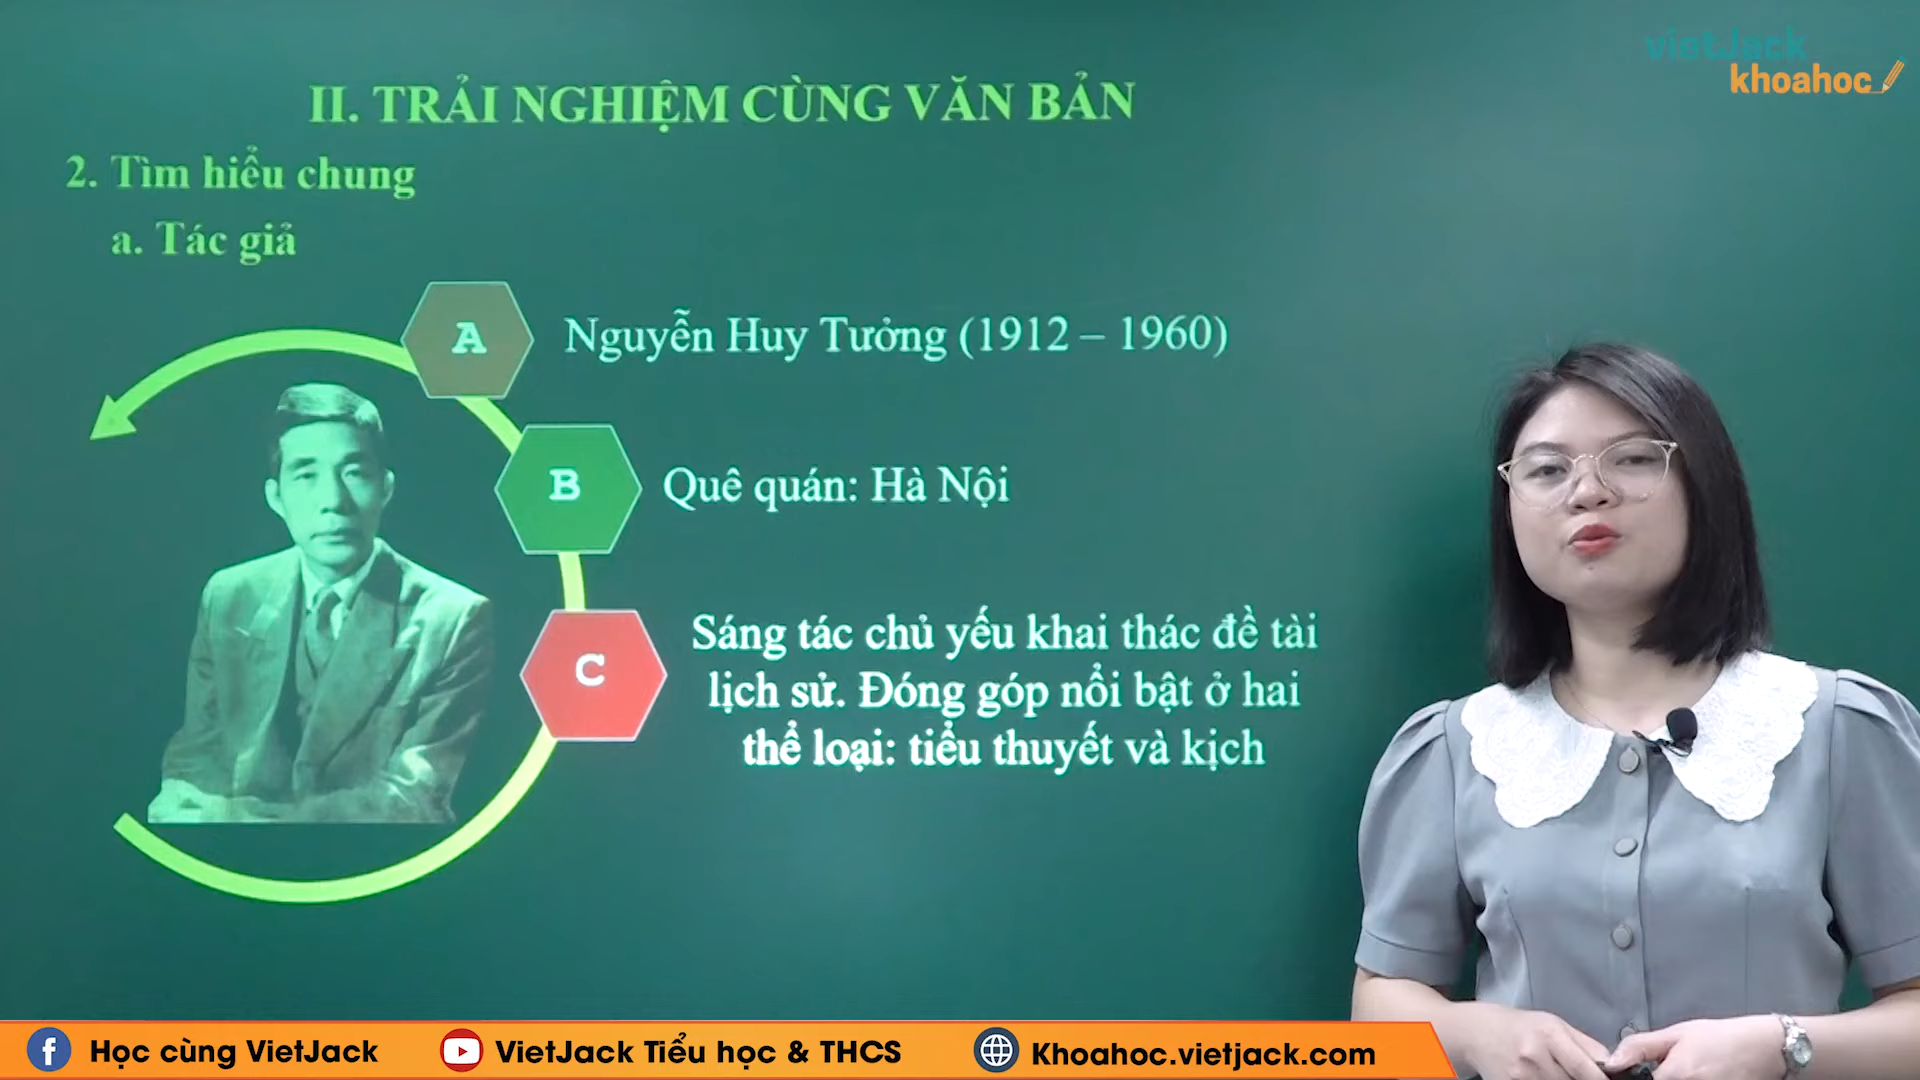 vietJack
khoahoc
II. TRẢI NGHIỆM CÙNG VĂN BẢN
2. Tìm hiểu chung
a. Tác giả
A
Nguyễn Huy Tưởng (1912 – 1960)
B
Quê quán: Hà Nội
C
Sáng tác chủ yếu khai thác đề tài
lịch sử. Đóng góp nổi bật ở hai
thể loại: tiểu thuyết và kịch
f Học cùng VietJack
VietJack Tiểu học & THCS
Khoahoc.vietjack.com